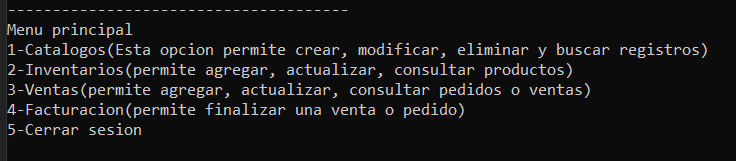 --------------------------------------
Menu principal
1-Catalogos(Esta opcion permite crear, modificar, eliminar y buscar registros)
2-Inventarios(permite agregar, actualizar, consultar productos)
3-Ventas(permite agregar, actualizar, consultar pedidos o ventas)
4-Facturacion(permite finalizar una venta o pedido)
5-Cerrar sesion